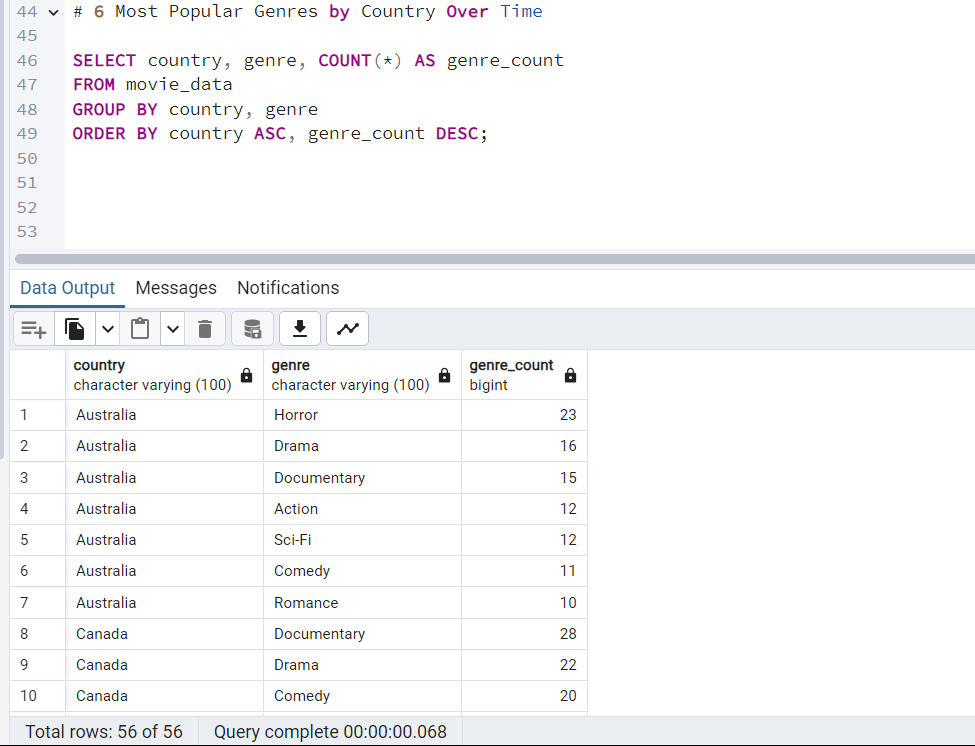 44 # 6 Most Popular Genres by Country Over Time
45
46 SELECT country, genre, COUNT(*) AS genre_count
47 FROM movie_data
48 GROUP BY country, genre
49 ORDER BY country ASC, genre_count DESC;
50
51
52
53
Data Output Messages Notifications
country genre genre_count
character varying (100) character varying (100) bigint
1 Australia Horror 23
2 Australia Drama 16
3 Australia Documentary 15
4 Australia Action 12
5 Australia Sci-Fi 12
6 Australia Comedy 11
7 Australia Romance 10
8 Canada Documentary 28
9 Canada Drama 22
10 Canada Comedy 20
Total rows: 56 of 56 Query complete 00:00:00.068